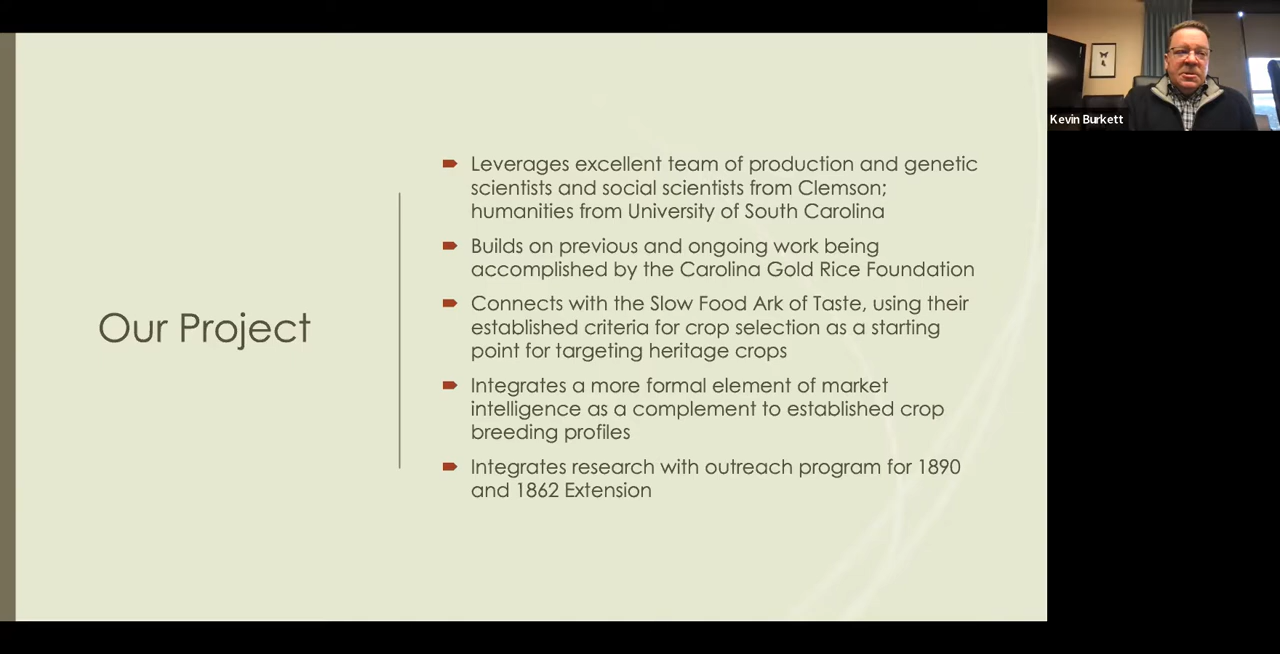 Our Project
Leverages excellent team of production and genetic
scientists and social scientists from Clemson;
humanities from University of South Carolina
Builds on previous and ongoing work being
accomplished by the Carolina Gold Rice Foundation
Connects with the Slow Food Ark of Taste, using their
established criteria for crop selection as a starting
point for targeting heritage crops
Integrates a more formal element of market
intelligence as a complement to established crop
breeding profiles
Integrates research with outreach program for 1890
and 1862 Extension
Kevin Burkett